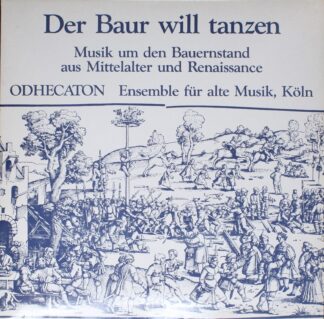 Der Baur will tanzen
Musik um den Bauernstand
aus Mittelalter und Renaissance
ODHECATON Ensemble für alte Musik, Köln